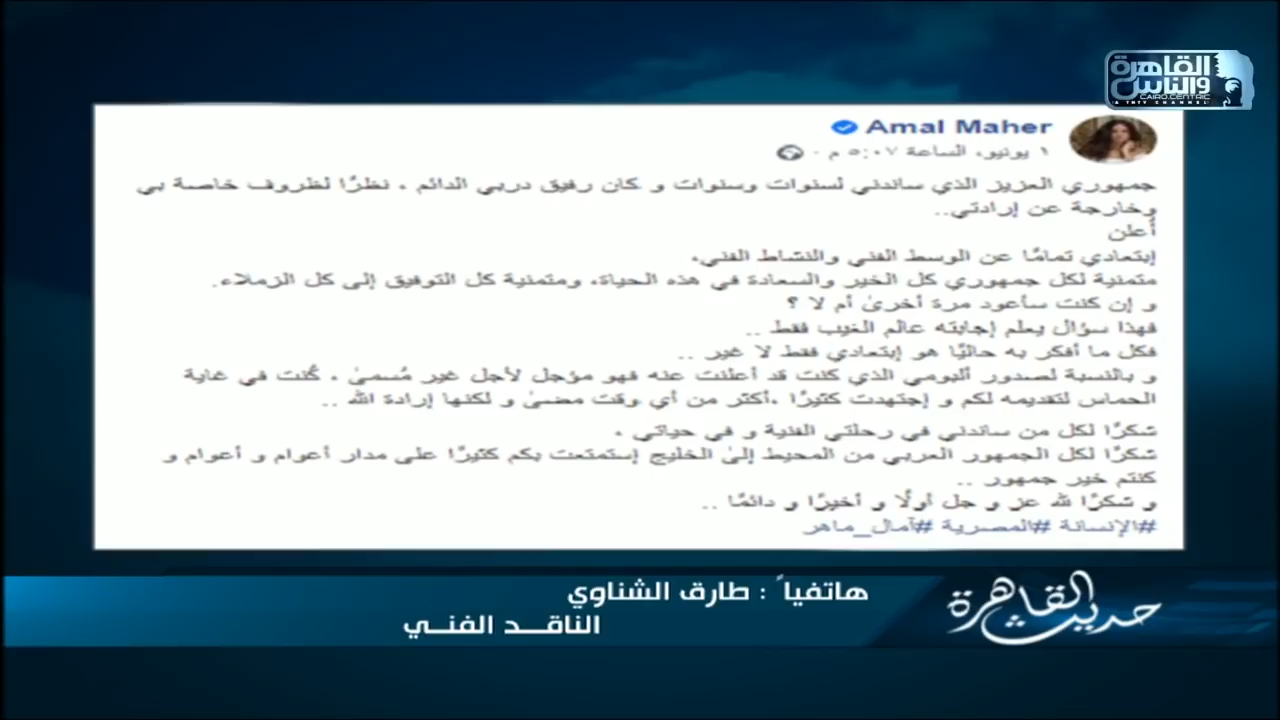 القاهرة
والناس
CAIRO.CENTRIC
A TNTV CHANNEL
Amal Maher
١ يونيو، الساعة ٥:٠٧ م ·
جمهوري العزيز الذي ساندني لسنوات وسنوات و كان رفيق دربي الدائم ، نظرًا لظروف خاصة بي
وخارجة عن إرادتي..
أُعلن
إبتعادي تمامًا عن الوسط الفني والنشاط الفني،
متمنية لكل جمهوري كل الخير والسعادة في هذه الحياة، ومتمنية كل التوفيق إلى كل الزملاء.
و إن كنت سأعود مرة أخرىٰ أم لا ؟
فهذا سؤال يعلم إجابته عالم الغيب فقط ..
فكل ما أفكر به حاليًا هو إبتعادي فقط لا غير ..
و بالنسبة لصدور ألبومي الذي كنت قد أعلنت عنه فهو مؤجل لأجل غير مُسمىٰ ، كُنت في غاية
الحماس لتقديمه لكم و إجتهدت كثيرًا ،أكثر من أي وقت مضىٰ و لكنها إرادة الله ..
شكرًا لكل من ساندني في رحلتي الفنية و في حياتي ،
شكرًا لكل الجمهور العربي من المحيط إلىٰ الخليج إستمتعت بكم كثيرًا على مدار أعوام و أعوام و
كنتم خير جمهور ..
و شكرًا لله عز و جل أولًا و أخيرًا و دائمًا ..
#الإنسانة #المصرية #آمال_ماهر
حديث القاهرة
هاتفياً : طارق الشناوي
الناقد الفني